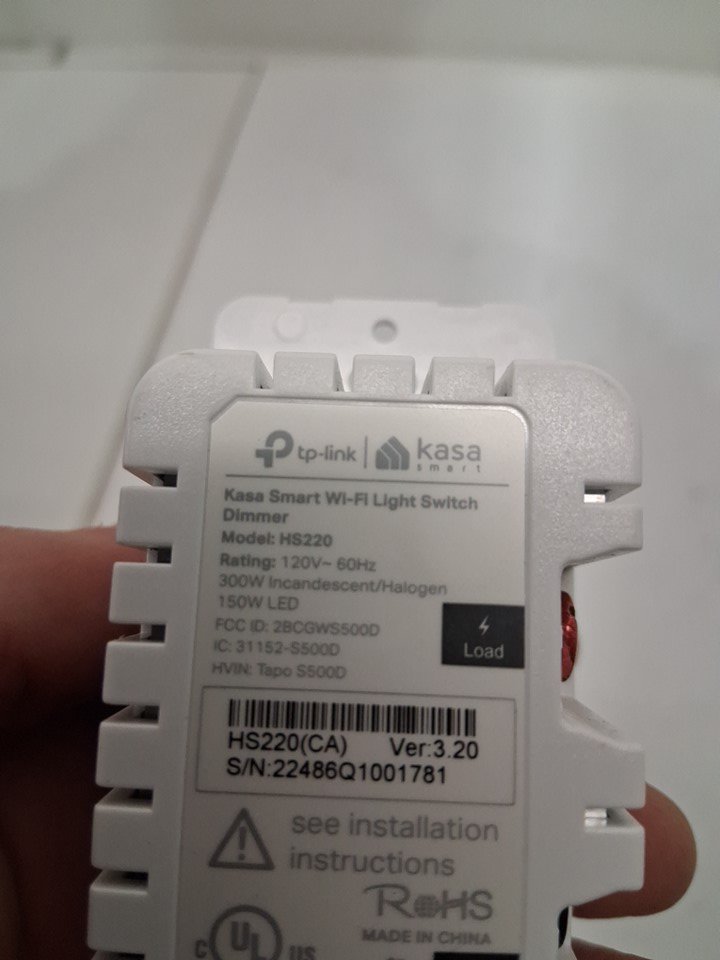 tp-link | kasa
smart
Kasa Smart Wi-Fi Light Switch
Dimmer
Model: HS220
Rating: 120V~ 60Hz
300W Incandescent/Halogen
150W LED
FCC ID: 2BCGWS500D
IC: 31152-S500D
HVIN: Tapo S500D
Load
HS220(CA) Ver:3.20
S/N:22486Q1001781
see installation
instructions
RoHS
MADE IN CHINA
c UL us